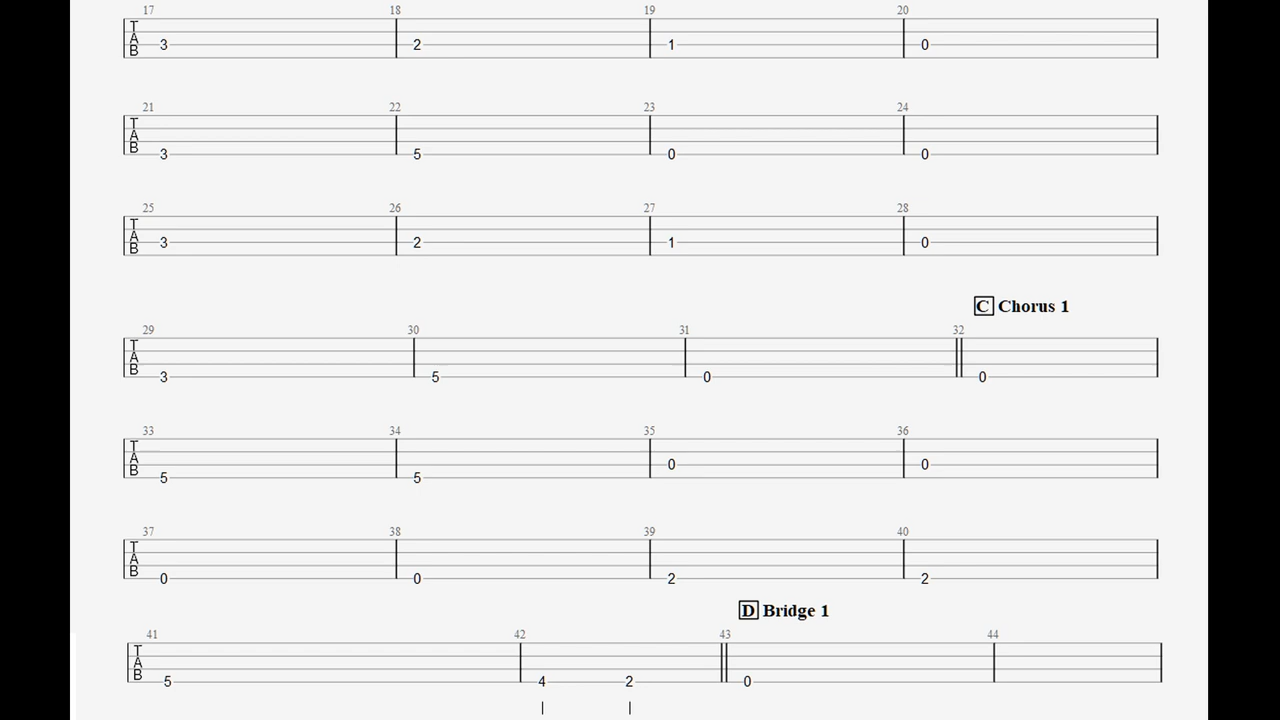 17 18 19 20
T
A
B
3 2 1 0
21 22 23 24
T
A
B
3 5 0 0
25 26 27 28
T
A
B
3 2 1 0
C Chorus 1
29 30 31 32
T
A
B
3 5 0 0
33 34 35 36
T
A
B
5 5 0 0
37 38 39 40
T
A
B
0 0 2 2
D Bridge 1
41 42 43 44
T
A
B
5 4 2 0